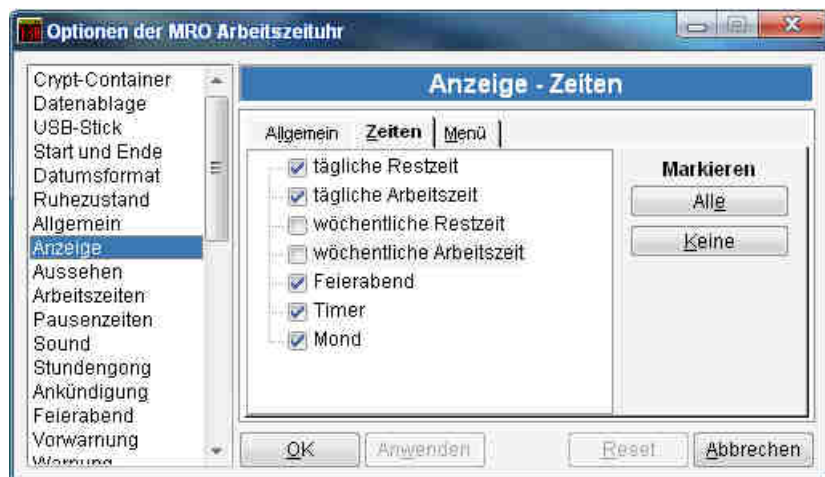 Optionen der MRO Arbeitszeituhr
Crypt-Container
Datenablage
USB-Stick
Start und Ende
Datumsformat
Ruhezustand
Allgemein
Anzeige
Aussehen
Arbeitszeiten
Pausenzeiten
Sound
Stundengong
Ankündigung
Feierabend
Vorwarnung
Warnung
Anzeige - Zeiten
Allgemein Zeiten Menü
tägliche Restzeit
tägliche Arbeitszeit
wöchentliche Restzeit
wöchentliche Arbeitszeit
Feierabend
Timer
Mond
Markieren
Alle
Keine
OK Anwenden Reset Abbrechen